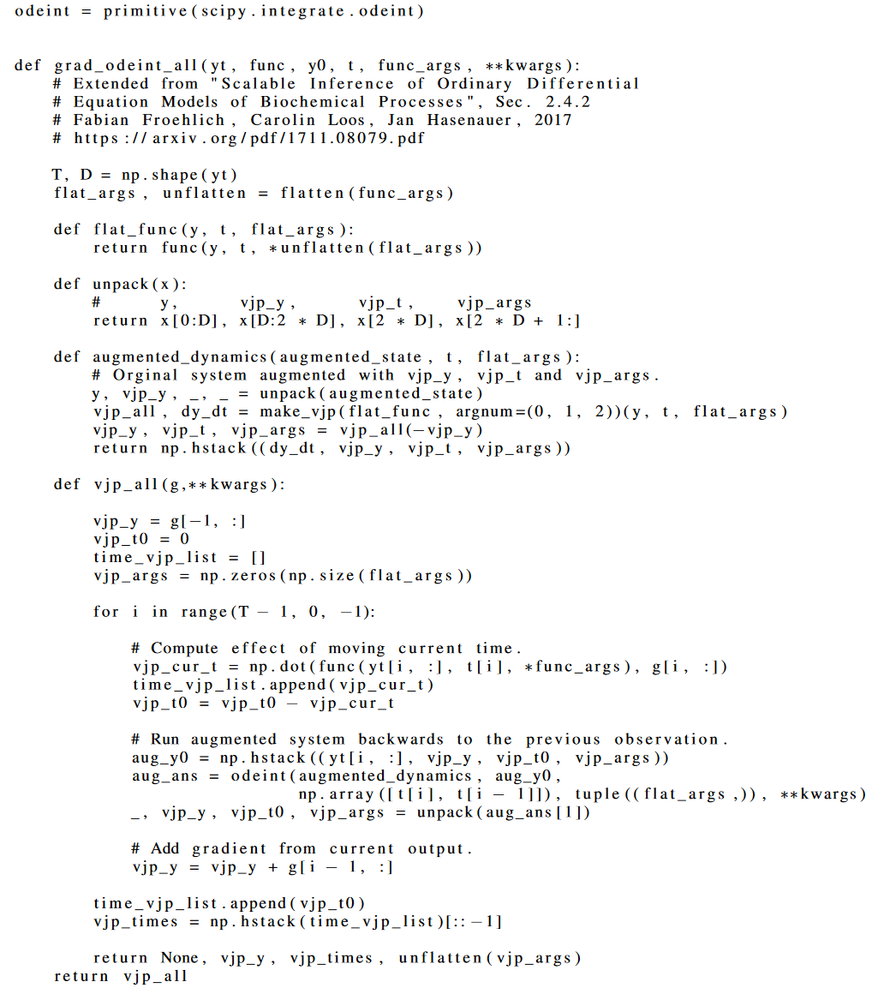 odeint = primitive(scipy.integrate.odeint)
def grad_odeint_all(yt, func, y0, t, func_args, **kwargs):
# Extended from "Scalable Inference of Ordinary Differential
# Equation Models of Biochemical Processes", Sec. 2.4.2
# Fabian Froehlich, Carolin Loos, Jan Hasenauer, 2017
# https://arxiv.org/pdf/1711.08079.pdf
T, D = np.shape(yt)
flat_args, unflatten = flatten(func_args)
def flat_func(y, t, flat_args):
return func(y, t, *unflatten(flat_args))
def unpack(x):
# y, vjp_y, vjp_t, vjp_args
return x[0:D], x[D:2 * D], x[2 * D], x[2 * D + 1:]
def augmented_dynamics(augmented_state, t, flat_args):
# Orginal system augmented with vjp_y, vjp_t and vjp_args.
y, vjp_y, _, _ = unpack(augmented_state)
vjp_all, dy_dt = make_vjp(flat_func, argnum=(0, 1, 2))(y, t, flat_args)
vjp_y, vjp_t, vjp_args = vjp_all(-vjp_y)
return np.hstack((dy_dt, vjp_y, vjp_t, vjp_args))
def vjp_all(g,**kwargs):
vjp_y = g[-1, :]
vjp_t0 = 0
time_vjp_list = []
vjp_args = np.zeros(np.size(flat_args))
for i in range(T - 1, 0, -1):
# Compute effect of moving current time.
vjp_cur_t = np.dot(func(yt[i, :], t[i], *func_args), g[i, :])
time_vjp_list.append(vjp_cur_t)
vjp_t0 = vjp_t0 - vjp_cur_t
# Run augmented system backwards to the previous observation.
aug_y0 = np.hstack((yt[i, :], vjp_y, vjp_t0, vjp_args))
aug_ans = odeint(augmented_dynamics, aug_y0,
np.array([t[i], t[i - 1]]), tuple((flat_args,)), **kwargs)
_, vjp_y, vjp_t0, vjp_args = unpack(aug_ans[1])
# Add gradient from current output.
vjp_y = vjp_y + g[i - 1, :]
time_vjp_list.append(vjp_t0)
vjp_times = np.hstack(time_vjp_list)[::-1]
return None, vjp_y, vjp_times, unflatten(vjp_args)
return vjp_all